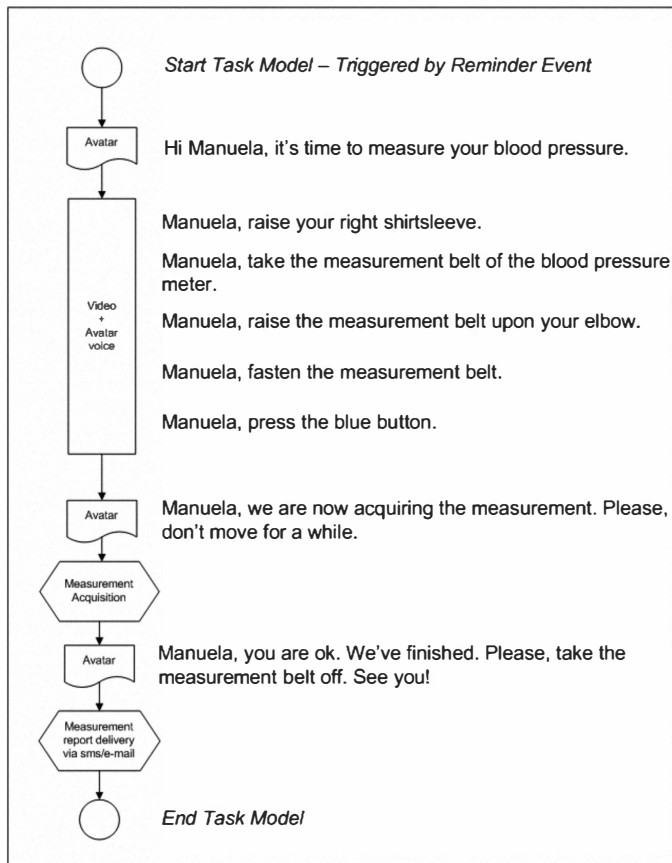 Start Task Model – Triggered by Reminder Event
Avatar
Hi Manuela, it's time to measure your blood pressure.
Video
+
Avatar
voice
Manuela, raise your right shirtsleeve.
Manuela, take the measurement belt of the blood pressure
meter.
Manuela, raise the measurement belt upon your elbow.
Manuela, fasten the measurement belt.
Manuela, press the blue button.
Avatar
Manuela, we are now acquiring the measurement. Please,
don't move for a while.
Measurement
Acquisition
Avatar
Manuela, you are ok. We've finished. Please, take the
measurement belt off. See you!
Measurement
report delivery
via sms/e-mail
End Task Model